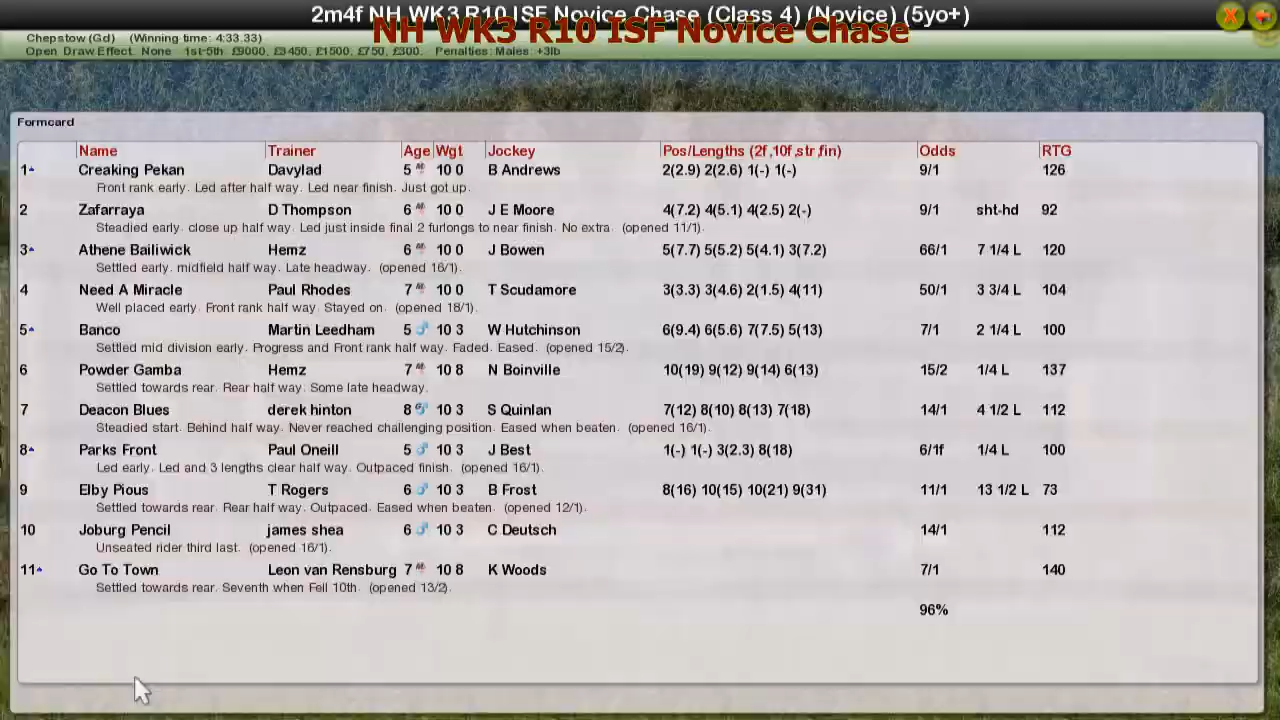 2m4f NH WK3 R10 ISF Novice Chase (Class 4) (Novice) (5yo+)
NH WK3 R10 ISF Novice Chase
Chepstow (Gd) (Winning time: 4:33.33)
Open Draw Effect. None 1st-5th £9000, £3450, £1500, £750, £300. Penalties: Males: +3lb
Formcard
Name Trainer Age Wgt Jockey Pos/Lengths (2f,10f,str,fin) Odds RTG
1 Creaking Pekan Davylad 5 10 0 B Andrews 2(2.9) 2(2.6) 1(-) 1(-) 9/1 126
Front rank early. Led after half way. Led near finish. Just got up.
2 Zafarraya D Thompson 6 10 0 J E Moore 4(7.2) 4(5.1) 4(2.5) 2(-) 9/1 sht-hd 92
Steadied early. close up half way. Led just inside final 2 furlongs to near finish. No extra. (opened 11/1).
3 Athene Bailiwick Hemz 6 10 0 J Bowen 5(7.7) 5(5.2) 5(4.1) 3(7.2) 66/1 7 1/4 L 120
Settled early. midfield half way. Late headway. (opened 16/1).
4 Need A Miracle Paul Rhodes 7 10 0 T Scudamore 3(3.3) 3(4.6) 2(1.5) 4(11) 50/1 3 3/4 L 104
Well placed early. Front rank half way. Stayed on. (opened 18/1).
5 Banco Martin Leedham 5 10 3 W Hutchinson 6(9.4) 6(5.6) 7(7.5) 5(13) 7/1 2 1/4 L 100
Settled mid division early. Progress and Front rank half way. Faded. Eased. (opened 15/2).
6 Powder Gamba Hemz 7 10 8 N Boinville 10(19) 9(12) 9(14) 6(13) 15/2 1/4 L 137
Settled towards rear. Rear half way. Some late headway.
7 Deacon Blues derek hinton 8 10 3 S Quinlan 7(12) 8(10) 8(13) 7(18) 14/1 4 1/2 L 112
Steadied start. Behind half way. Never reached challenging position. Eased when beaten. (opened 16/1).
8 Parks Front Paul Oneill 5 10 3 J Best 1(-) 1(-) 3(2.3) 8(18) 6/1f 1/4 L 100
Led early. Led and 3 lengths clear half way. Outpaced finish. (opened 16/1).
9 Elby Pious T Rogers 6 10 3 B Frost 8(16) 10(15) 10(21) 9(31) 11/1 13 1/2 L 73
Settled towards rear. Rear half way. Outpaced. Eased when beaten. (opened 12/1).
10 Joburg Pencil james shea 6 10 3 C Deutsch 14/1 112
Unseated rider third last. (opened 16/1).
11 Go To Town Leon van Rensburg 7 10 8 K Woods 7/1 140
Settled towards rear. Seventh when Fell 10th. (opened 13/2).
96%